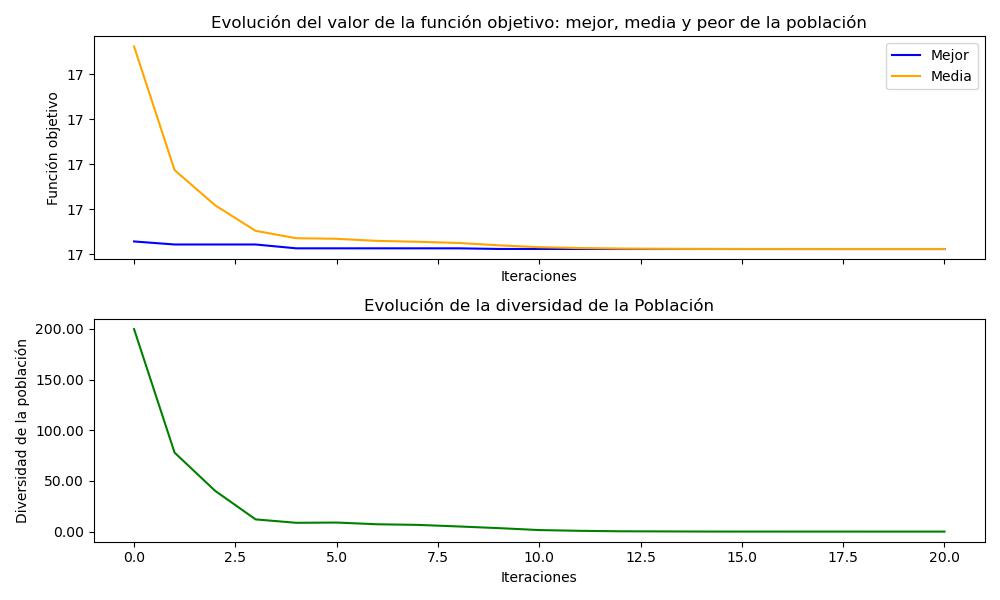 Evolución del valor de la función objetivo: mejor, media y peor de la población
Función objetivo
17
17
17
17
17
Mejor
Media
Iteraciones
Evolución de la diversidad de la Población
Diversidad de la población
200.00
150.00
100.00
50.00
0.00
0.0 2.5 5.0 7.5 10.0 12.5 15.0 17.5 20.0
Iteraciones